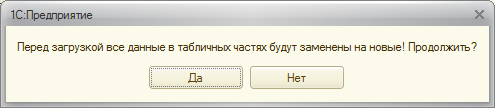 1С:Предприятие
Перед загрузкой все данные в табличных частях будут заменены на новые! Продолжить?
Да
Нет